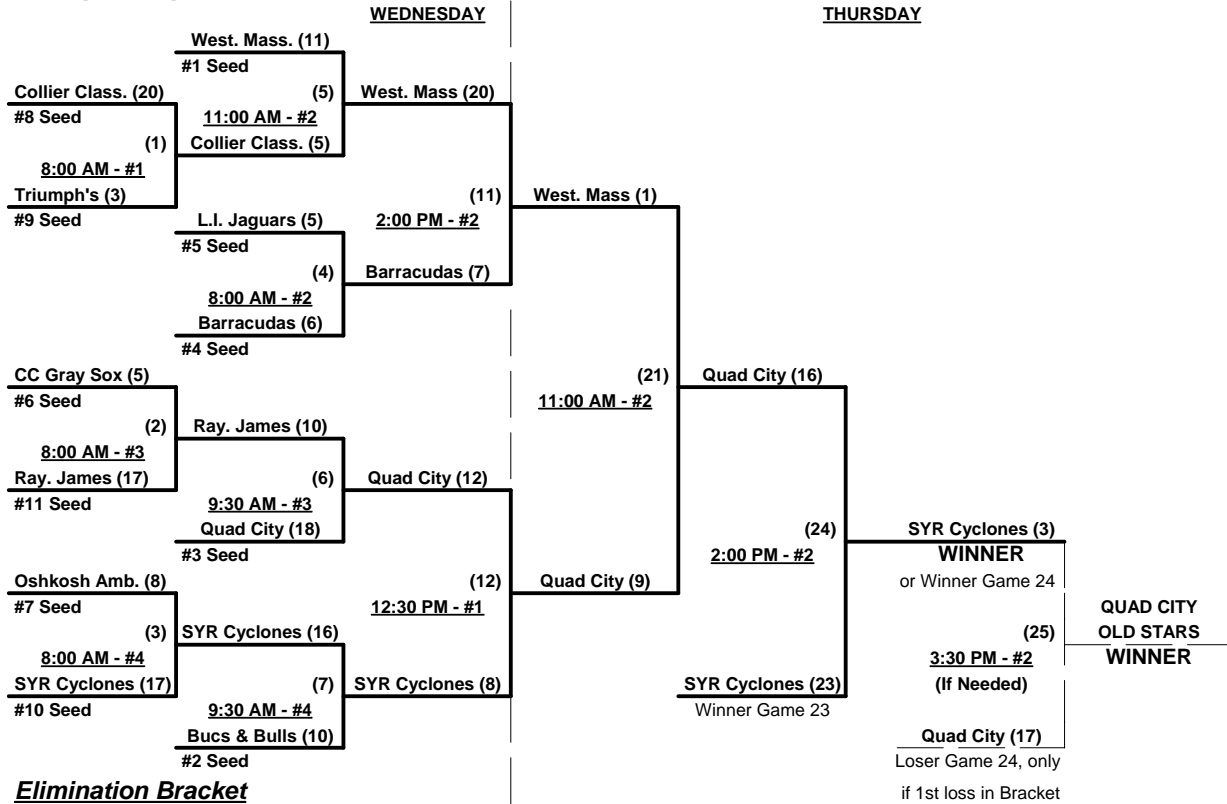 WEDNESDAY
THURSDAY
West. Mass. (11)
#1 Seed
Collier Class. (20)
(5)
West. Mass (20)
#8 Seed
11:00 AM - #2
(1)
Collier Class. (5)
8:00 AM - #1
Triumph's (3)
(11)
West. Mass (1)
#9 Seed
L.I. Jaguars (5)
2:00 PM - #2
#5 Seed
(4)
Barracudas (7)
8:00 AM - #2
Barracudas (6)
#4 Seed
CC Gray Sox (5)
(21)
Quad City (16)
#6 Seed
11:00 AM - #2
(2)
Ray. James (10)
8:00 AM - #3
Ray. James (17)
(6)
Quad City (12)
#11 Seed
9:30 AM - #3
Quad City (18)
(24)
SYR Cyclones (3)
#3 Seed
2:00 PM - #2
WINNER
Oshkosh Amb. (8)
(12)
Quad City (9)
or Winner Game 24
#7 Seed
12:30 PM - #1
QUAD CITY
(3)
SYR Cyclones (16)
(25)
OLD STARS
8:00 AM - #4
3:30 PM - #2
WINNER
SYR Cyclones (17)
(7)
SYR Cyclones (8)
SYR Cyclones (23)
(If Needed)
#10 Seed
9:30 AM - #4
Winner Game 23
Bucs & Bulls (10)
Quad City (17)
#2 Seed
Loser Game 24, only
Elimination Bracket
if 1st loss in Bracket